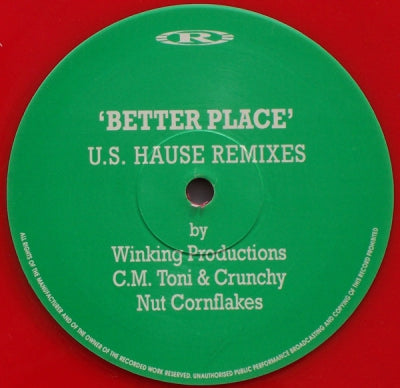 R
'BETTER PLACE'
U.S. HAUSE REMIXES
by
Winking Productions
C.M. Toni & Crunchy
Nut Cornflakes
ALL RIGHTS OF THE MANUFACTURER AND OF THE OWNER OF THE RECORDED WORK RESERVED. UNAUTHORISED PUBLIC PERFORMANCE BROADCASTING AND COPYING OF THIS RECORD PROHIBITED